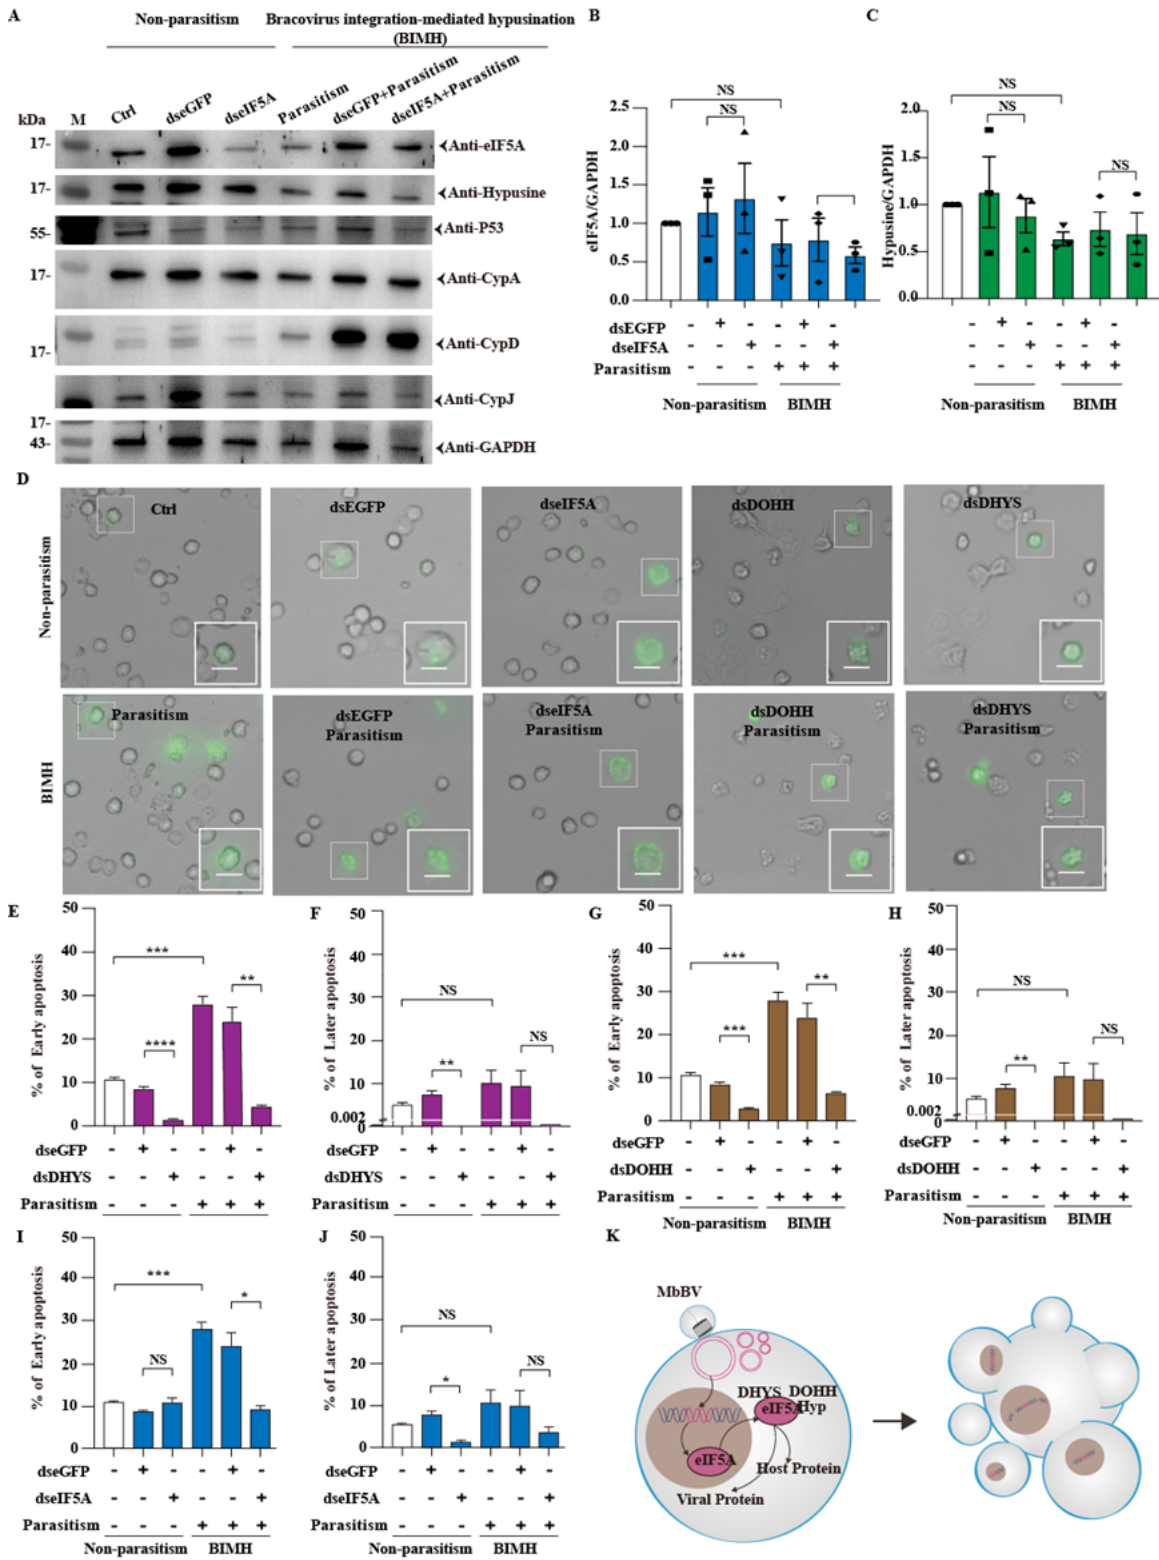 A
Non-parasitism
Bracovirus integration-mediated hypusination
(BIMH)
kDa
M
Ctrl
dseGFP
dseIF5A
Parasitism
dseGFP+Parasitism
dseIF5A+Parasitism
17-
Anti-eIF5A
17-
Anti-Hypusine
55-
Anti-P53
17-
Anti-CypA
17-
Anti-CypD
Anti-CypJ
17-
43-
Anti-GAPDH
B
eIF5A/GAPDH
2.5
2.0
1.5
1.0
0.5
0.0
NS
NS
dsEGFP - + - - + -
dseIF5A - - + - - +
Parasitism - - - + + +
Non-parasitism BIMH
C
Hypusine/GAPDH
2.0
1.5
1.0
0.5
0.0
NS
NS
NS
- + - - + -
- - + - - +
- - - + + +
Non-parasitism BIMH
D
Non-parasitism
Ctrl
dsEGFP
dseIF5A
dsDOHH
dsDHYS
BIMH
Parasitism
dsEGFP
Parasitism
dseIF5A
Parasitism
dsDOHH
Parasitism
dsDHYS
Parasitism
E
% of Early apoptosis
50
40
30
20
10
0
***
****
**
dseGFP - + - - + -
dsDHYS - - + - - +
Parasitism - - - + + +
Non-parasitism BIMH
F
% of Later apoptosis
50
40
30
20
10
0.002
0
NS
**
NS
dseGFP - + - - + -
dsDHYS - - + - - +
Parasitism - - - + + +
Non-parasitism BIMH
G
% of Early apoptosis
50
40
30
20
10
0
***
***
**
dseGFP - + - - + -
dsDOHH - - + - - +
Parasitism - - - + + +
Non-parasitism BIMH
H
% of Later apoptosis
50
40
30
20
10
0.002
0
NS
**
NS
dseGFP - + - - + -
dsDOHH - - + - - +
Parasitism - - - + + +
Non-parasitism BIMH
I
% of Early apoptosis
50
40
30
20
10
0
***
NS
*
dseGFP - + - - + -
dseIF5A - - + - - +
Parasitism - - - + + +
Non-parasitism BIMH
J
% of Later apoptosis
50
40
30
20
10
0
NS
*
NS
dseGFP - + - - + -
dseIF5A - - + - - +
Parasitism - - - + + +
Non-parasitism BIMH
K
MbBV
DHYS DOHH
eIF5A Hyp
eIF5A
Host Protein
Viral Protein